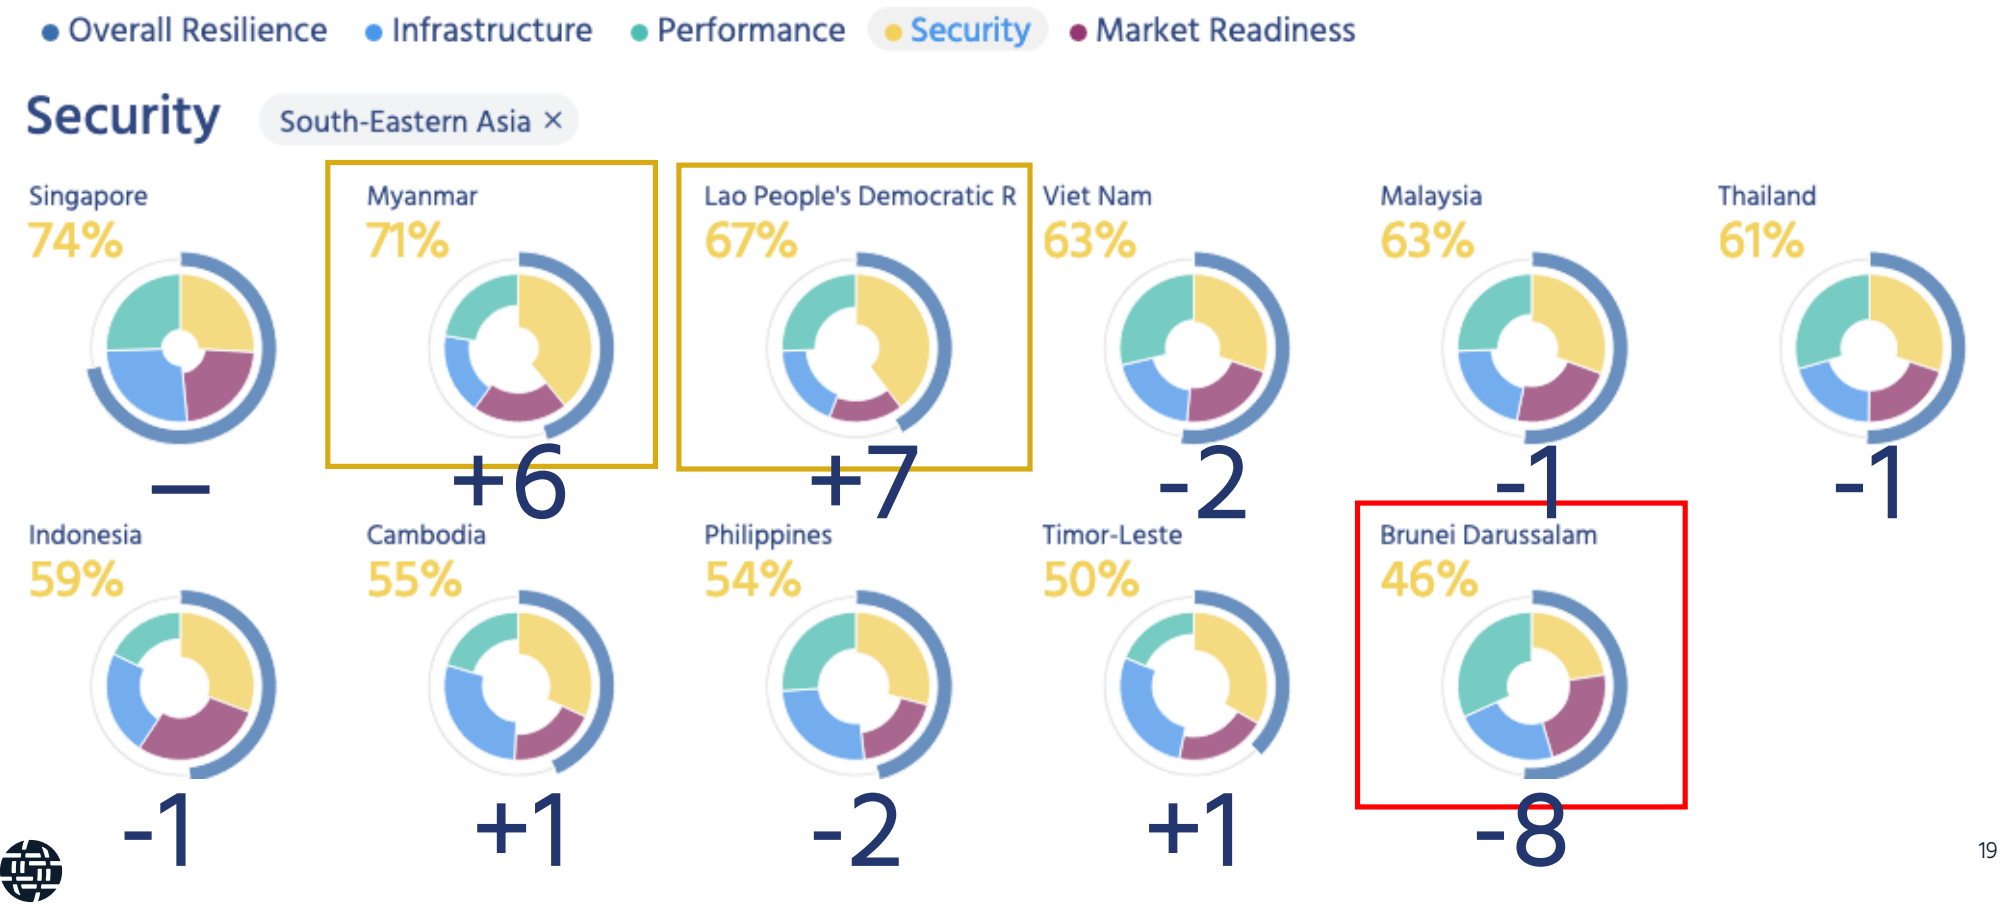 Overall Resilience Infrastructure Performance Security Market Readiness
Security South-Eastern Asia ×
Singapore Myanmar Lao People's Democratic R Viet Nam Malaysia Thailand
74% 71% 67% 63% 63% 61%
– +6 +7 -2 -1 -1
Indonesia Cambodia Philippines Timor-Leste Brunei Darussalam
59% 55% 54% 50% 46%
-1 +1 -2 +1 -8
19